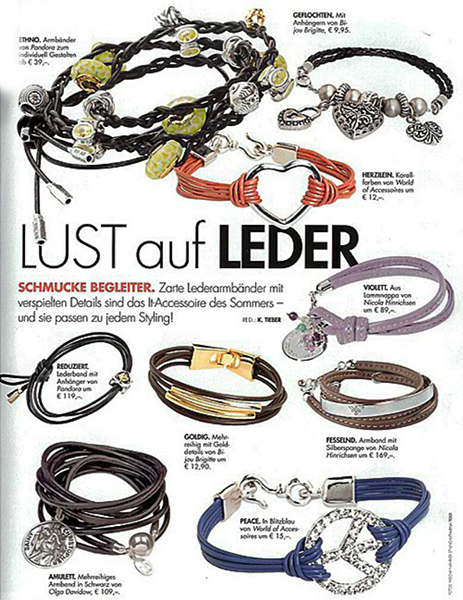 ETHNO. Armbänder
von Pandora zum
individuell Gestalten
ab € 39,–.
GEFLOCHTEN. Mit
Anhängern von Bi-
jou Brigitte, € 9,95.
HERZILEIN. Korall-
farben von World
of Accessoires um
€ 12,–.
LUST auf LEDER
SCHMUCKE BEGLEITER. Zarte Lederarmbänder mit
verspielten Details sind das It-Accessoire des Sommers –
und sie passen zu jedem Styling!
RED.: K. TIEBER
VIOLETT. Aus
Lammnappa von
Nicola Hinrichsen
um € 89,–.
REDUZIERT.
Lederband mit
Anhänger von
Pandora um
€ 119,–.
GOLDIG. Mehr-
reihig mit Gold-
details von Bi-
jou Brigitte um
€ 12,90.
FESSELND. Armband mit
Silberspange von Nicola
Hinrichsen um € 169,–.
PEACE. In Blitzblau
von World of Acces-
soires um € 15,–.
AMULETT. Mehrreihiges
Armband in Schwarz von
Olga Davidow, € 109,–.